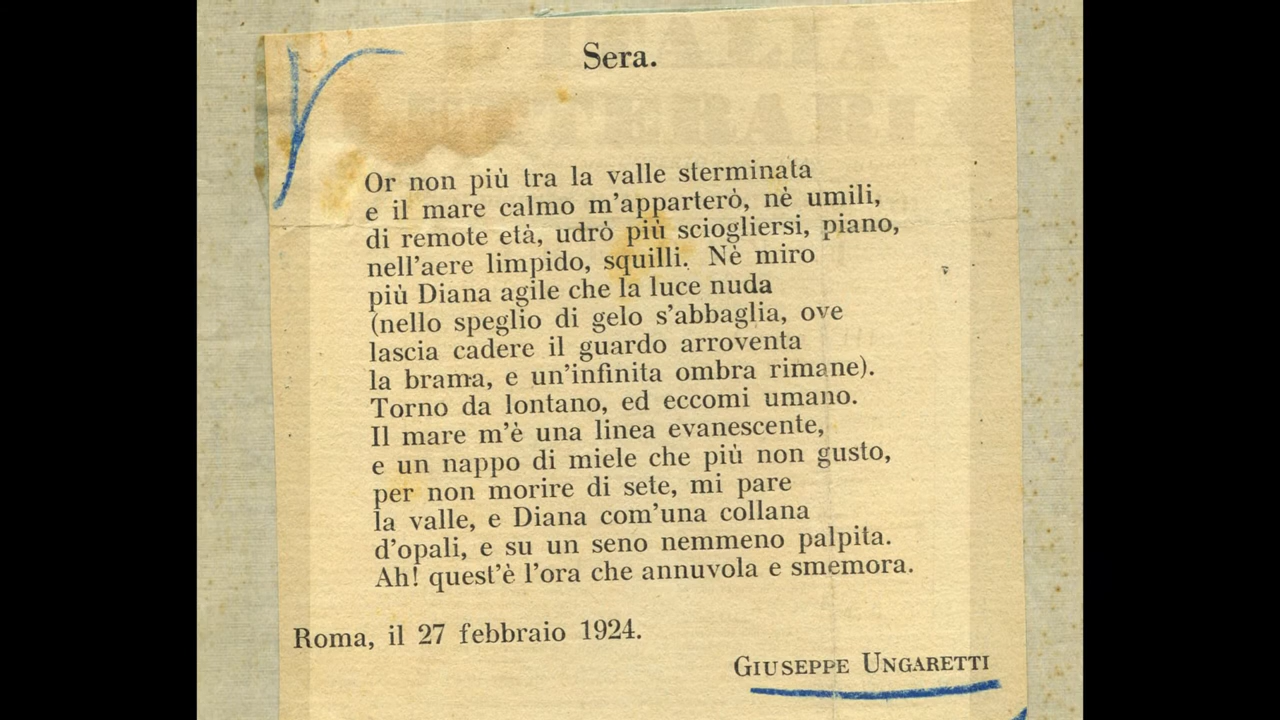 Sera.
Or non più tra la valle sterminata
e il mare calmo m'apparterò, nè umili,
di remote età, udrò più sciogliersi, piano,
nell'aere limpido, squilli. Nè miro
più Diana agile che la luce nuda
(nello speglio di gelo s'abbaglia, ove
lascia cadere il guardo arroventa
la brama, e un'infinita ombra rimane).
Torno da lontano, ed eccomi umano.
Il mare m'è una linea evanescente,
e un nappo di miele che più non gusto,
per non morire di sete, mi pare
la valle, e Diana com'una collana
d'opali, e su un seno nemmeno palpita.
Ah! quest'è l'ora che annuvola e smemora.
Roma, il 27 febbraio 1924.
GIUSEPPE UNGARETTI